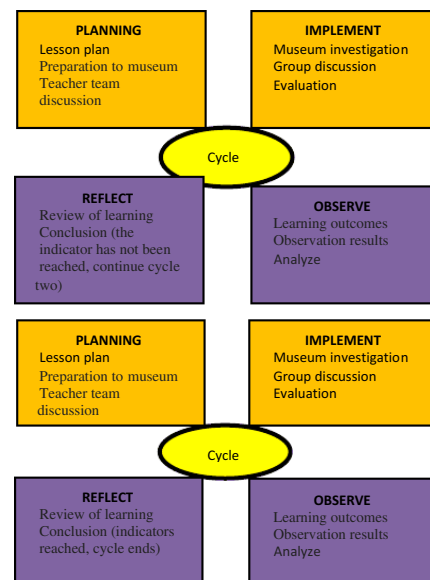 PLANNING
Lesson plan
Preparation to museum
Teacher team
discussion
IMPLEMENT
Museum investigation
Group discussion
Evaluation
Cycle
REFLECT
Review of learning
Conclusion (the
indicator has not been
reached, continue cycle
two)
OBSERVE
Learning outcomes
Observation results
Analyze
PLANNING
Lesson plan
Preparation to museum
Teacher team
discussion
IMPLEMENT
Museum investigation
Group discussion
Evaluation
Cycle
REFLECT
Review of learning
Conclusion (indicators
reached, cycle ends)
OBSERVE
Learning outcomes
Observation results
Analyze